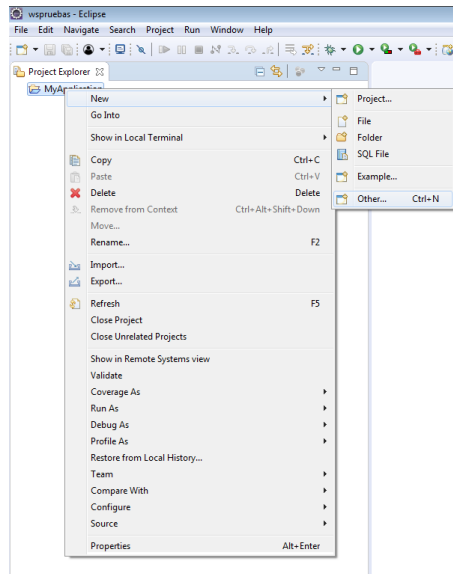 wspruebas - Eclipse
File Edit Navigate Search Project Run Window Help
Project Explorer
MyApplication
New
Go Into
Show in Local Terminal
Copy Ctrl+C
Paste Ctrl+V
Delete Delete
Remove from Context Ctrl+Alt+Shift+Down
Move...
Rename... F2
Import...
Export...
Refresh F5
Close Project
Close Unrelated Projects
Show in Remote Systems view
Validate
Coverage As
Run As
Debug As
Profile As
Restore from Local History...
Team
Compare With
Configure
Source
Properties Alt+Enter
Project...
File
Folder
SQL File
Example...
Other... Ctrl+N